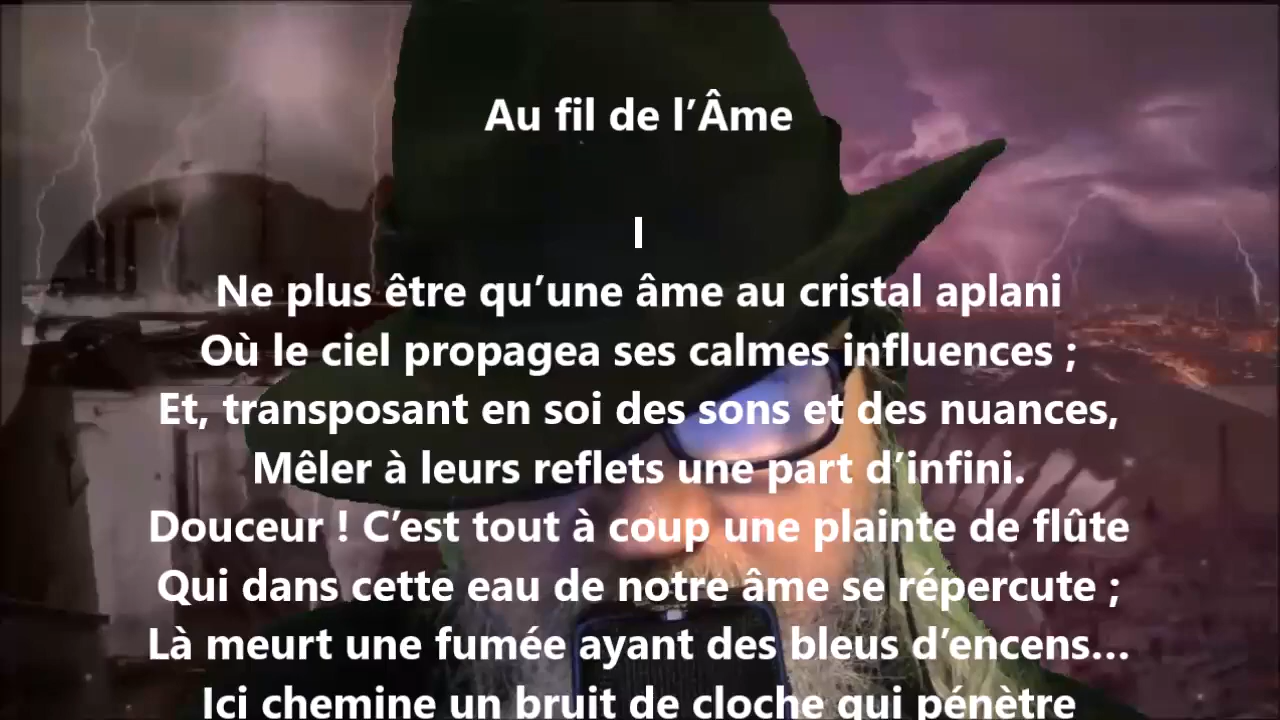 Au fil de l’Âme
I
Ne plus être qu’une âme au cristal aplani
Où le ciel propagea ses calmes influences ;
Et, transposant en soi des sons et des nuances,
Mêler à leurs reflets une part d’infini.
Douceur ! C’est tout à coup une plainte de flûte
Qui dans cette eau de notre âme se répercute ;
Là meurt une fumée ayant des bleus d’encens...
Ici chemine un bruit de cloche qui pénètre